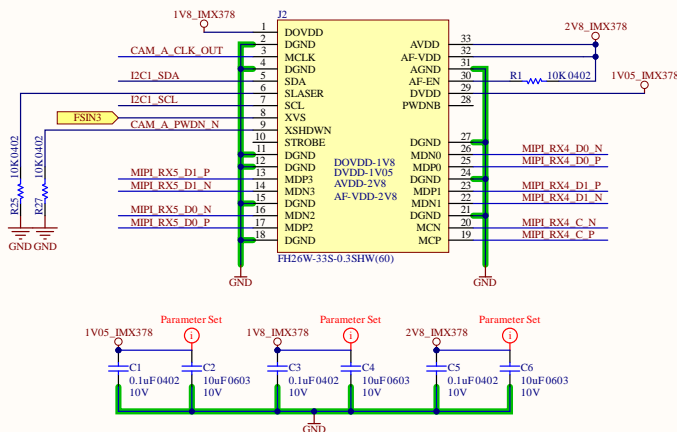 J2
1V8_IMX378
2V8_IMX378
1 DOVDD
2 DGND
CAM_A_CLK_OUT 3 MCLK
4 DGND
I2C1_SDA 5 SDA
6 SLASER
I2C1_SCL 7 SCL
FSIN3 8 XVS
CAM_A_PWDN_N 9 XSHDWN
10 STROBE
11 DGND
12 DGND
MIPI_RX5_D1_P 13 MDP3
MIPI_RX5_D1_N 14 MDN3
15 DGND
MIPI_RX5_D0_N 16 MDN2
MIPI_RX5_D0_P 17 MDP2
18 DGND
DOVDD-1V8
DVDD-1V05
AVDD-2V8
AF-VDD-2V8
AVDD 33
AF-VDD 32
AGND 31
AF-EN 30 R1 10K0402
DVDD 29 1V05_IMX378
PWDNB 28
DGND 27
MDN0 26 MIPI_RX4_D0_N
MDP0 25 MIPI_RX4_D0_P
DGND 24
MDP1 23 MIPI_RX4_D1_P
MDN1 22 MIPI_RX4_D1_N
DGND 21
MCN 20 MIPI_RX4_C_N
MCP 19 MIPI_RX4_C_P
FH26W-33S-0.3SHW(60)
10K0402
R25
10K0402
R27
GND
GND
GND
GND
Parameter Set
Parameter Set
Parameter Set
1V05_IMX378
i
1V8_IMX378
i
2V8_IMX378
i
C1
0.1uF0402
10V
C2
10uF0603
10V
C3
0.1uF0402
10V
C4
10uF0603
10V
C5
0.1uF0402
10V
C6
10uF0603
10V
GND